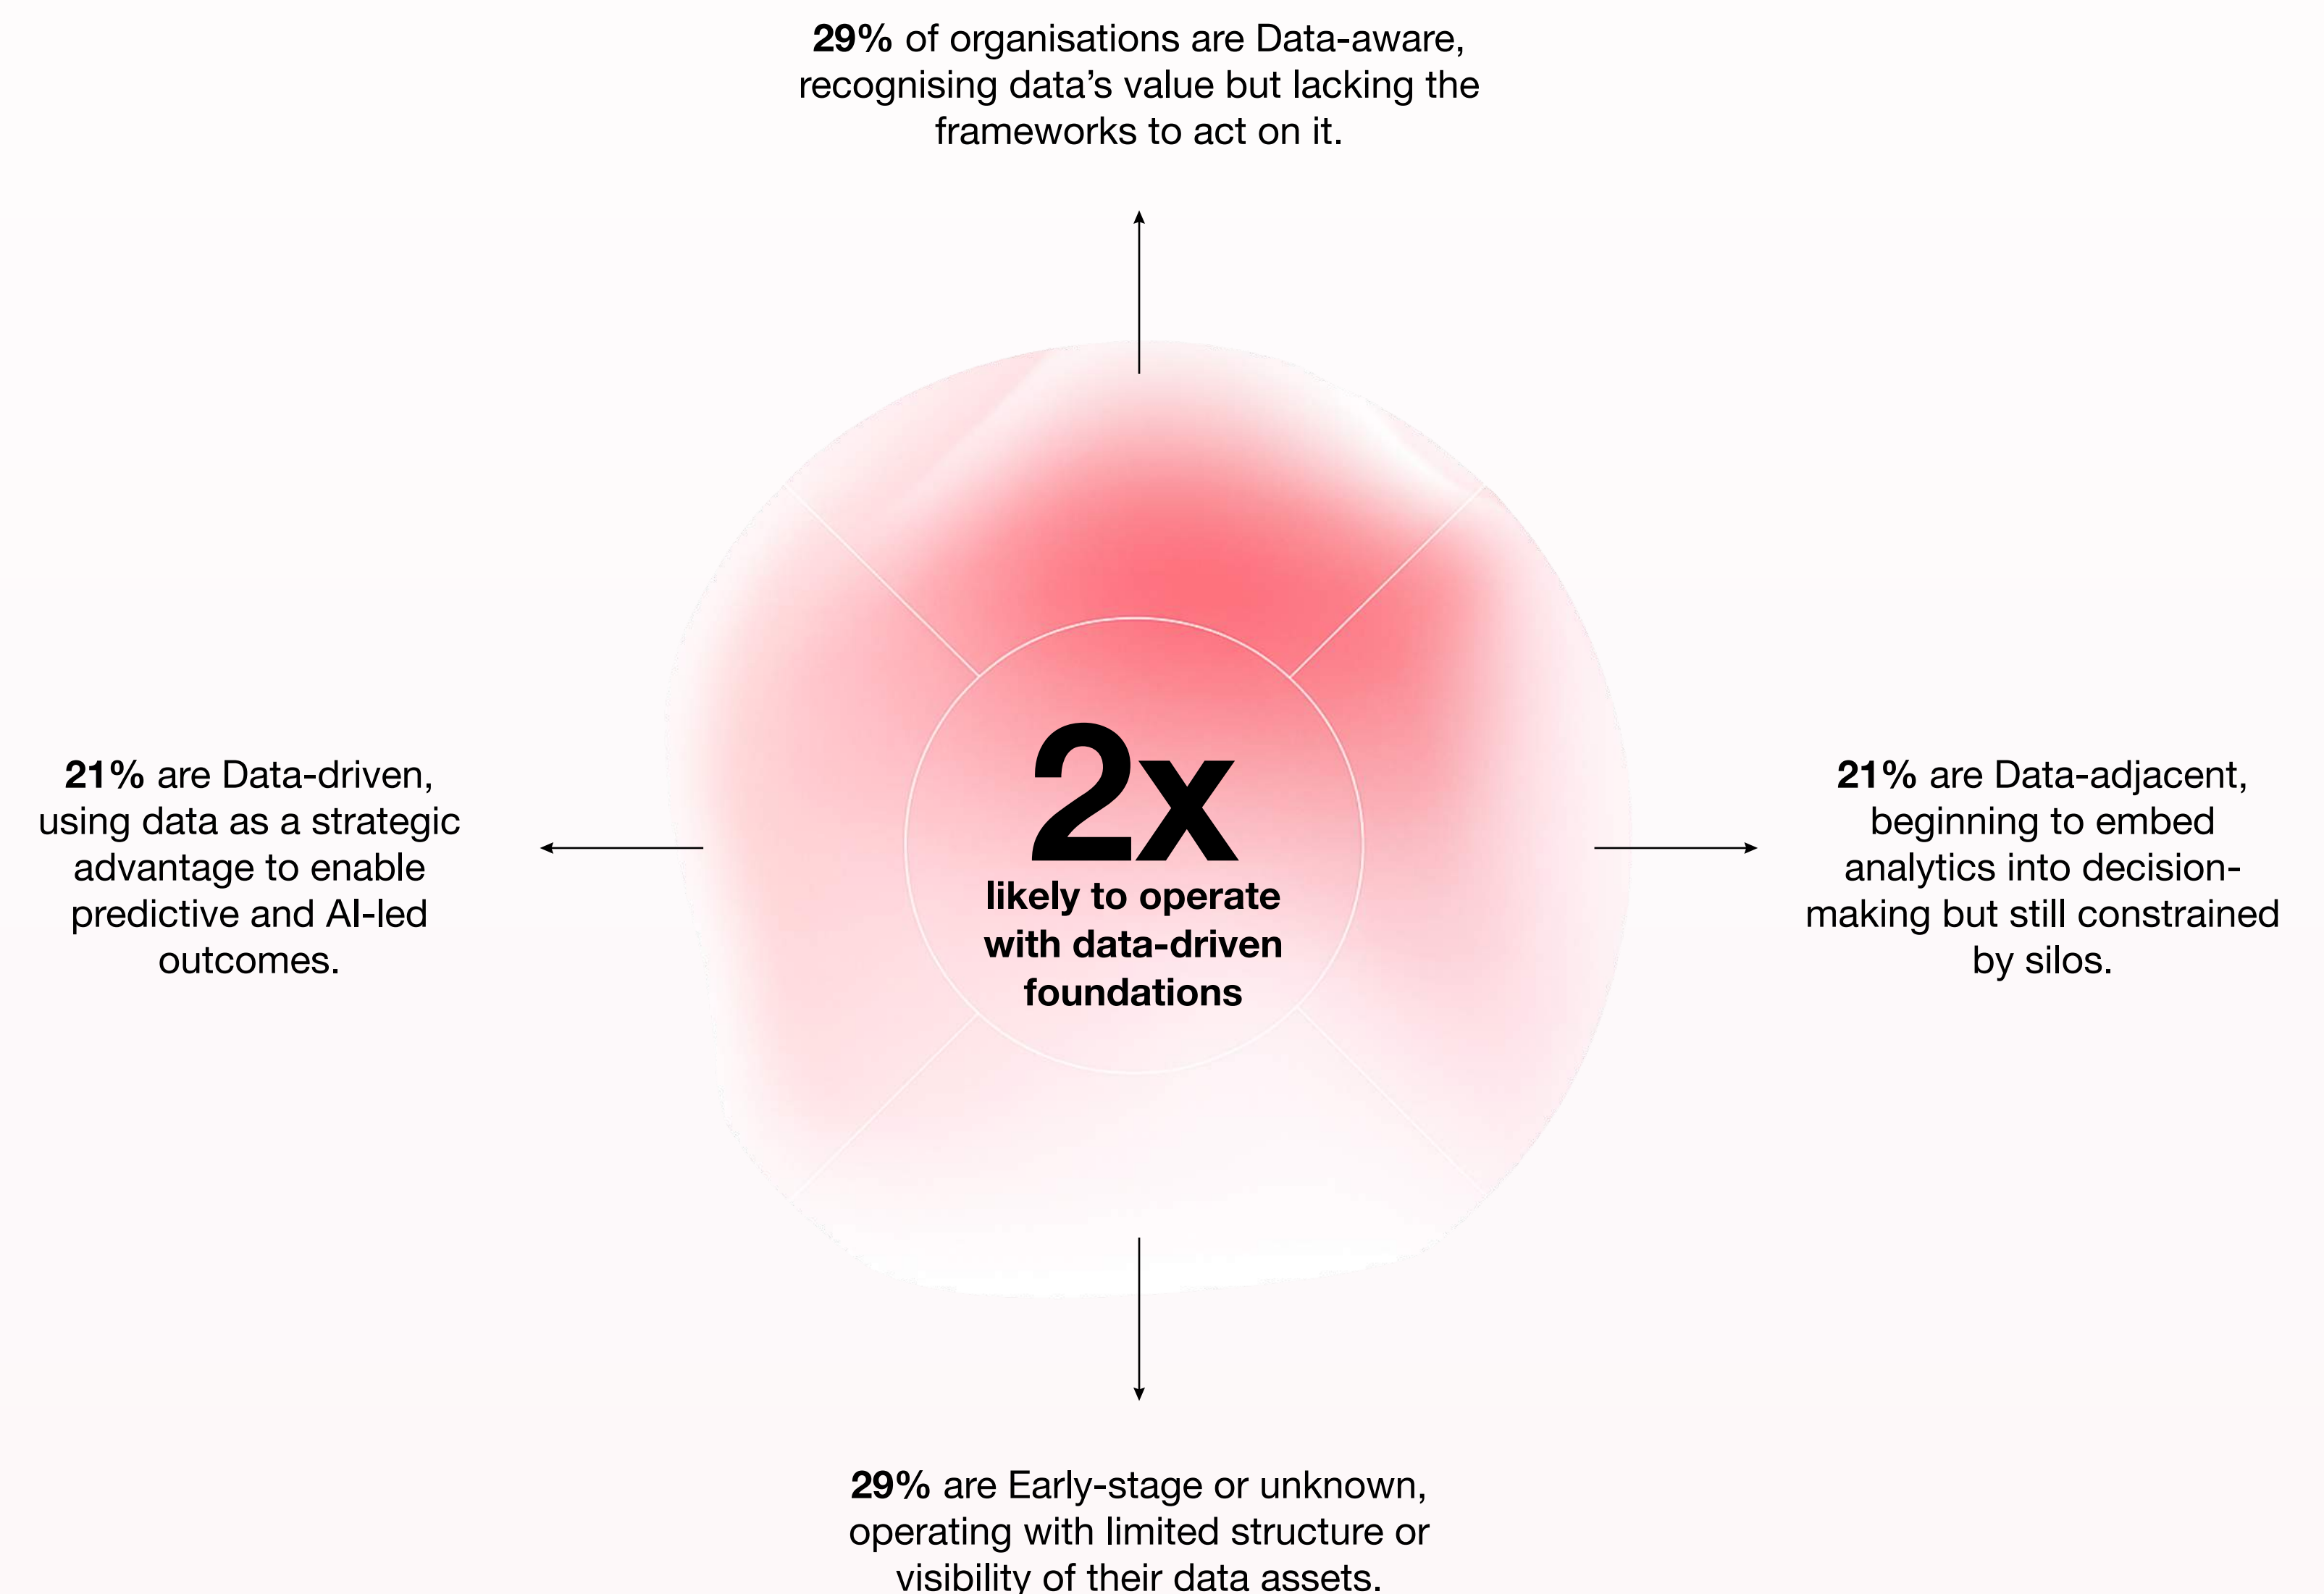 29% of organisations are Data-aware,
recognising data's value but lacking the
frameworks to act on it.
21% are Data-driven,
using data as a strategic
advantage to enable
predictive and AI-led
outcomes.
2x
likely to operate
with data-driven
foundations
21% are Data-adjacent,
beginning to embed
analytics into decision-
making but still constrained
by silos.
29% are Early-stage or unknown,
operating with limited structure or
visibility of their data assets.